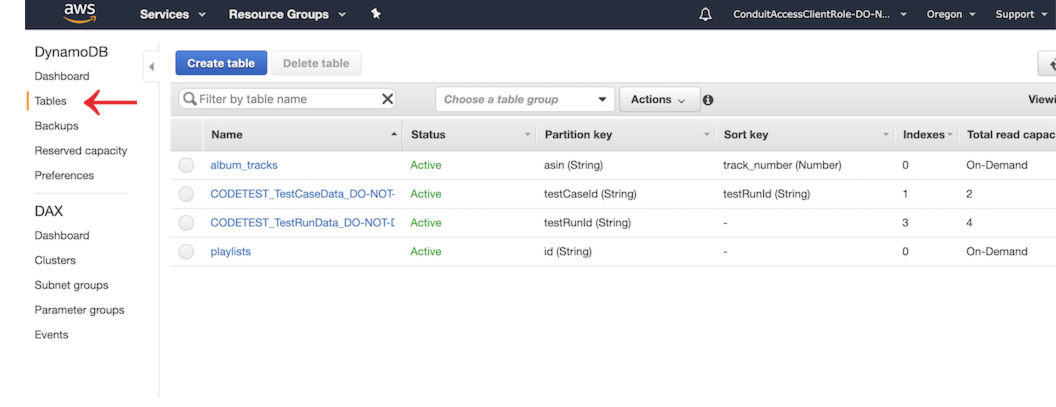 aws Services Resource Groups ConduitAccessClientRole-DO-N... Oregon Support
DynamoDB
Dashboard
Tables
Backups
Reserved capacity
Preferences
DAX
Dashboard
Clusters
Subnet groups
Parameter groups
Events
Create table Delete table
Filter by table name Choose a table group Actions Viewi
Name Status Partition key Sort key Indexes Total read capac
album_tracks Active asin (String) track_number (Number) 0 On-Demand
CODETEST_TestCaseData_DO-NOT- Active testCaseId (String) testRunId (String) 1 2
CODETEST_TestRunData_DO-NOT-D Active testRunId (String) - 3 4
playlists Active id (String) - 0 On-Demand